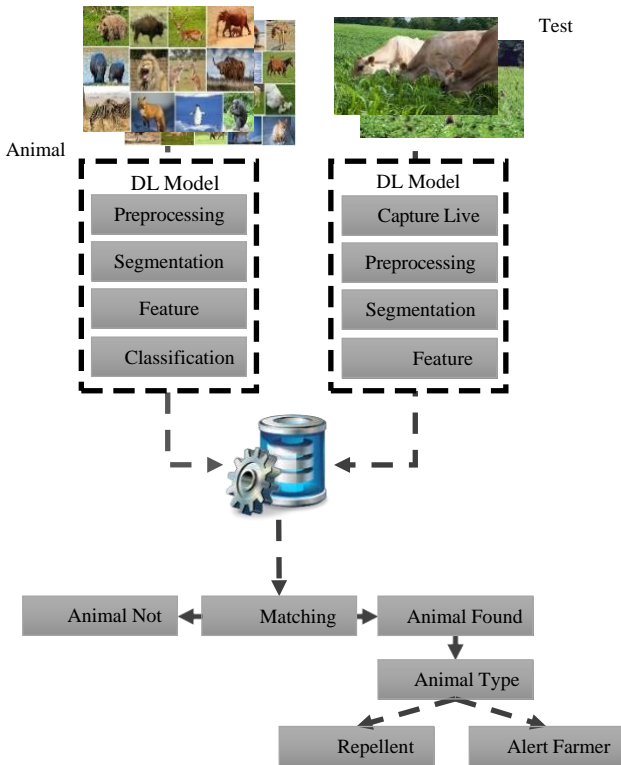 Test
Animal
DL Model
Preprocessing
Segmentation
Feature
Classification
DL Model
Capture Live
Preprocessing
Segmentation
Feature
Animal Not
Matching
Animal Found
Animal Type
Repellent
Alert Farmer